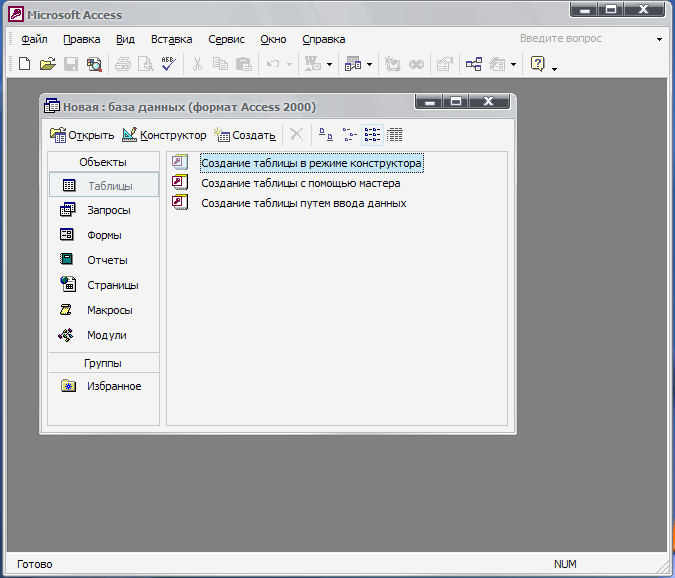 Microsoft Access
Файл Правка Вид Вставка Сервис Окно Справка Введите вопрос
Новая : база данных (формат Access 2000)
Открыть Конструктор Создать
Объекты
Таблицы
Запросы
Формы
Отчеты
Страницы
Макросы
Модули
Группы
Избранное
Создание таблицы в режиме конструктора
Создание таблицы с помощью мастера
Создание таблицы путем ввода данных
Готово NUM